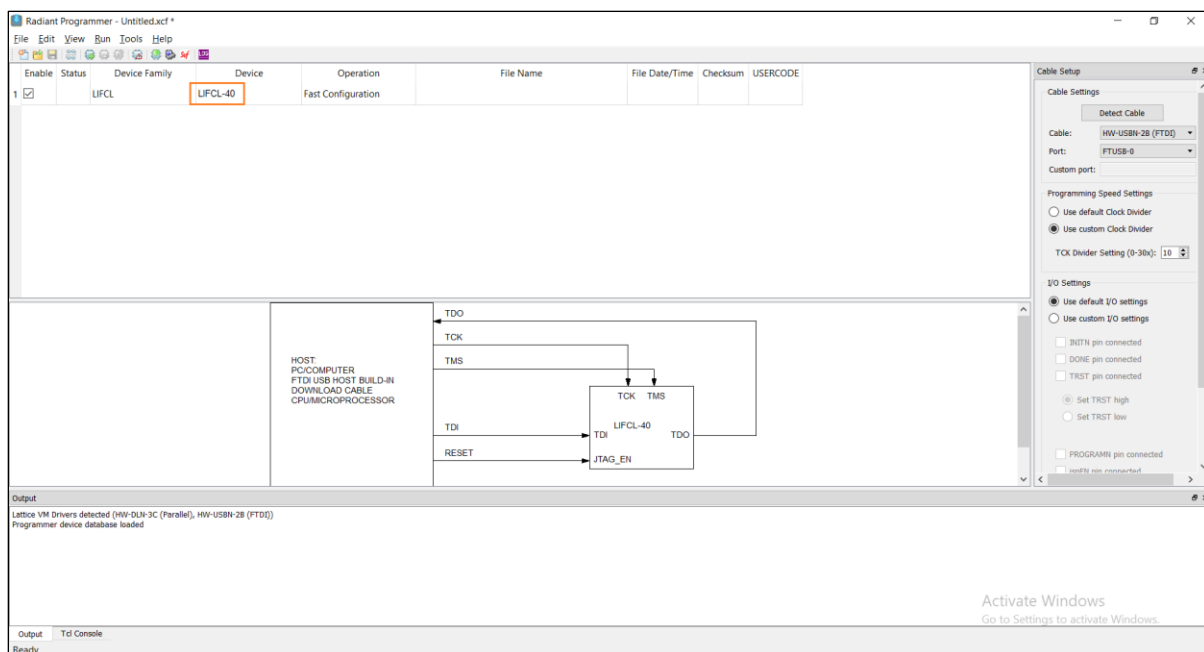 Radiant Programmer - Untitled.xcf *
File Edit View Run Tools Help
LOG
Enable Status Device Family Device Operation File Name File Date/Time Checksum USERCODE
1 LIFCL LIFCL-40 Fast Configuration
Cable Setup
Cable Settings
Detect Cable
Cable: HW-USBN-2B (FTDI)
Port: FTUSB-0
Custom port:
Programming Speed Settings
Use default Clock Divider
Use custom Clock Divider
TCK Divider Setting (0-30x): 10
I/O Settings
Use default I/O settings
Use custom I/O settings
INITN pin connected
DONE pin connected
TRST pin connected
Set TRST high
Set TRST low
PROGRAMN pin connected
ispEN pin connected
TDO
TCK
TMS
HOST:
PC/COMPUTER
FTDI USB HOST BUILD-IN
DOWNLOAD CABLE
CPU/MICROPROCESSOR
TCK TMS
LIFCL-40
TDI
TDI TDO
RESET
JTAG_EN
Output
Lattice VM Drivers detected (HW-DLN-3C (Parallel), HW-USBN-2B (FTDI))
Programmer device database loaded
Activate Windows
Go to Settings to activate Windows.
Output Tcl Console
Ready